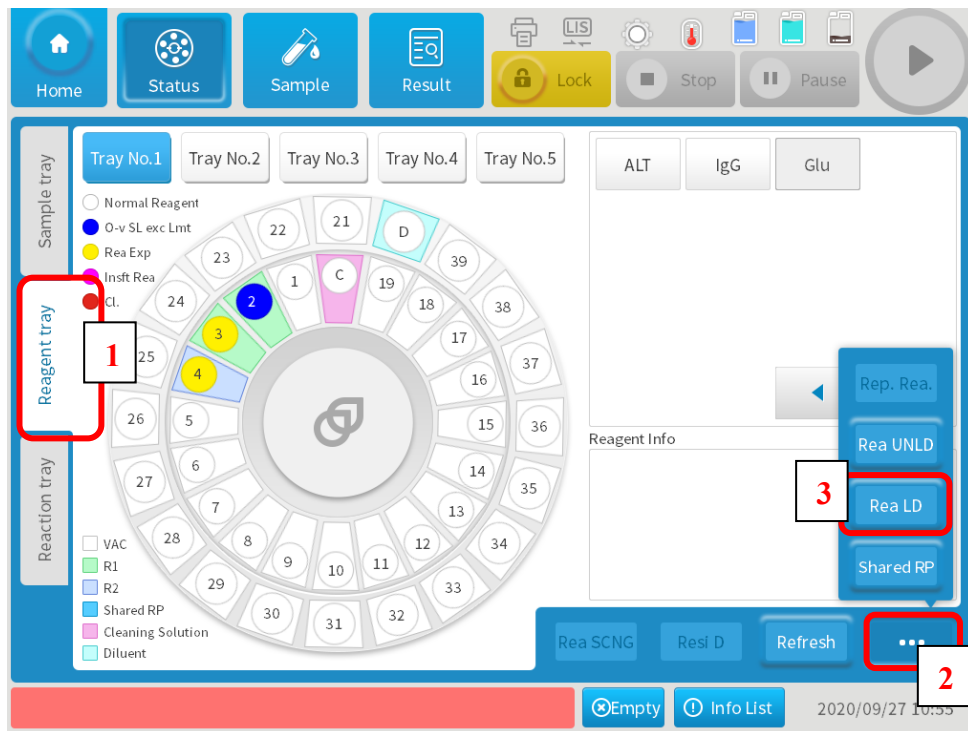 LIS
Home
Status
Sample
Result
Lock
Stop
Pause
Sample tray
Reagent tray
Reaction tray
Tray No.1
Tray No.2
Tray No.3
Tray No.4
Tray No.5
Normal Reagent
O-v SL exc Lmt
Rea Exp
Insft Rea
Cl.
21
22
23
24
25
26
27
28
29
30
31
32
33
34
35
36
37
38
39
D
C
1
2
3
4
5
6
7
8
9
10
11
12
13
14
15
16
17
18
19
VAC
R1
R2
Shared RP
Cleaning Solution
Diluent
ALT
IgG
Glu
Reagent Info
Rep. Rea.
Rea UNLD
Rea LD
Shared RP
Rea SCNG
Resi D
Refresh
•••
1
3
2
Empty
Info List
2020/09/27 10:55